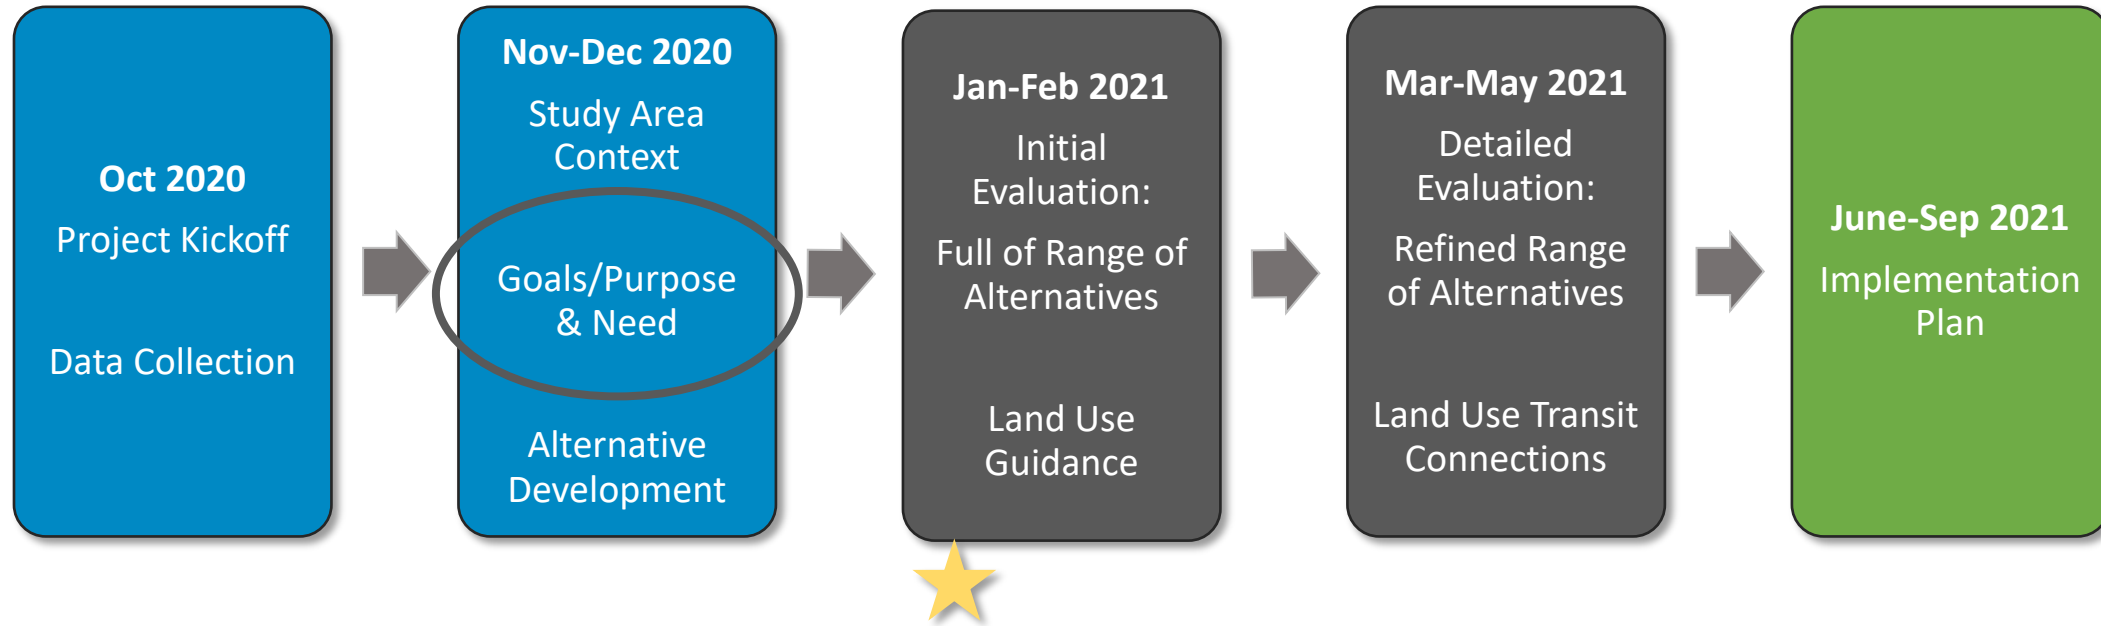 Oct 2020
Project Kickoff
Data Collection
Nov-Dec 2020
Study Area
Context
Goals/Purpose
& Need
Alternative
Development
Jan-Feb 2021
Initial
Evaluation:
Full of Range of
Alternatives
Land Use
Guidance
Mar-May 2021
Detailed
Evaluation:
Refined Range
of Alternatives
Land Use Transit
Connections
June-Sep 2021
Implementation
Plan